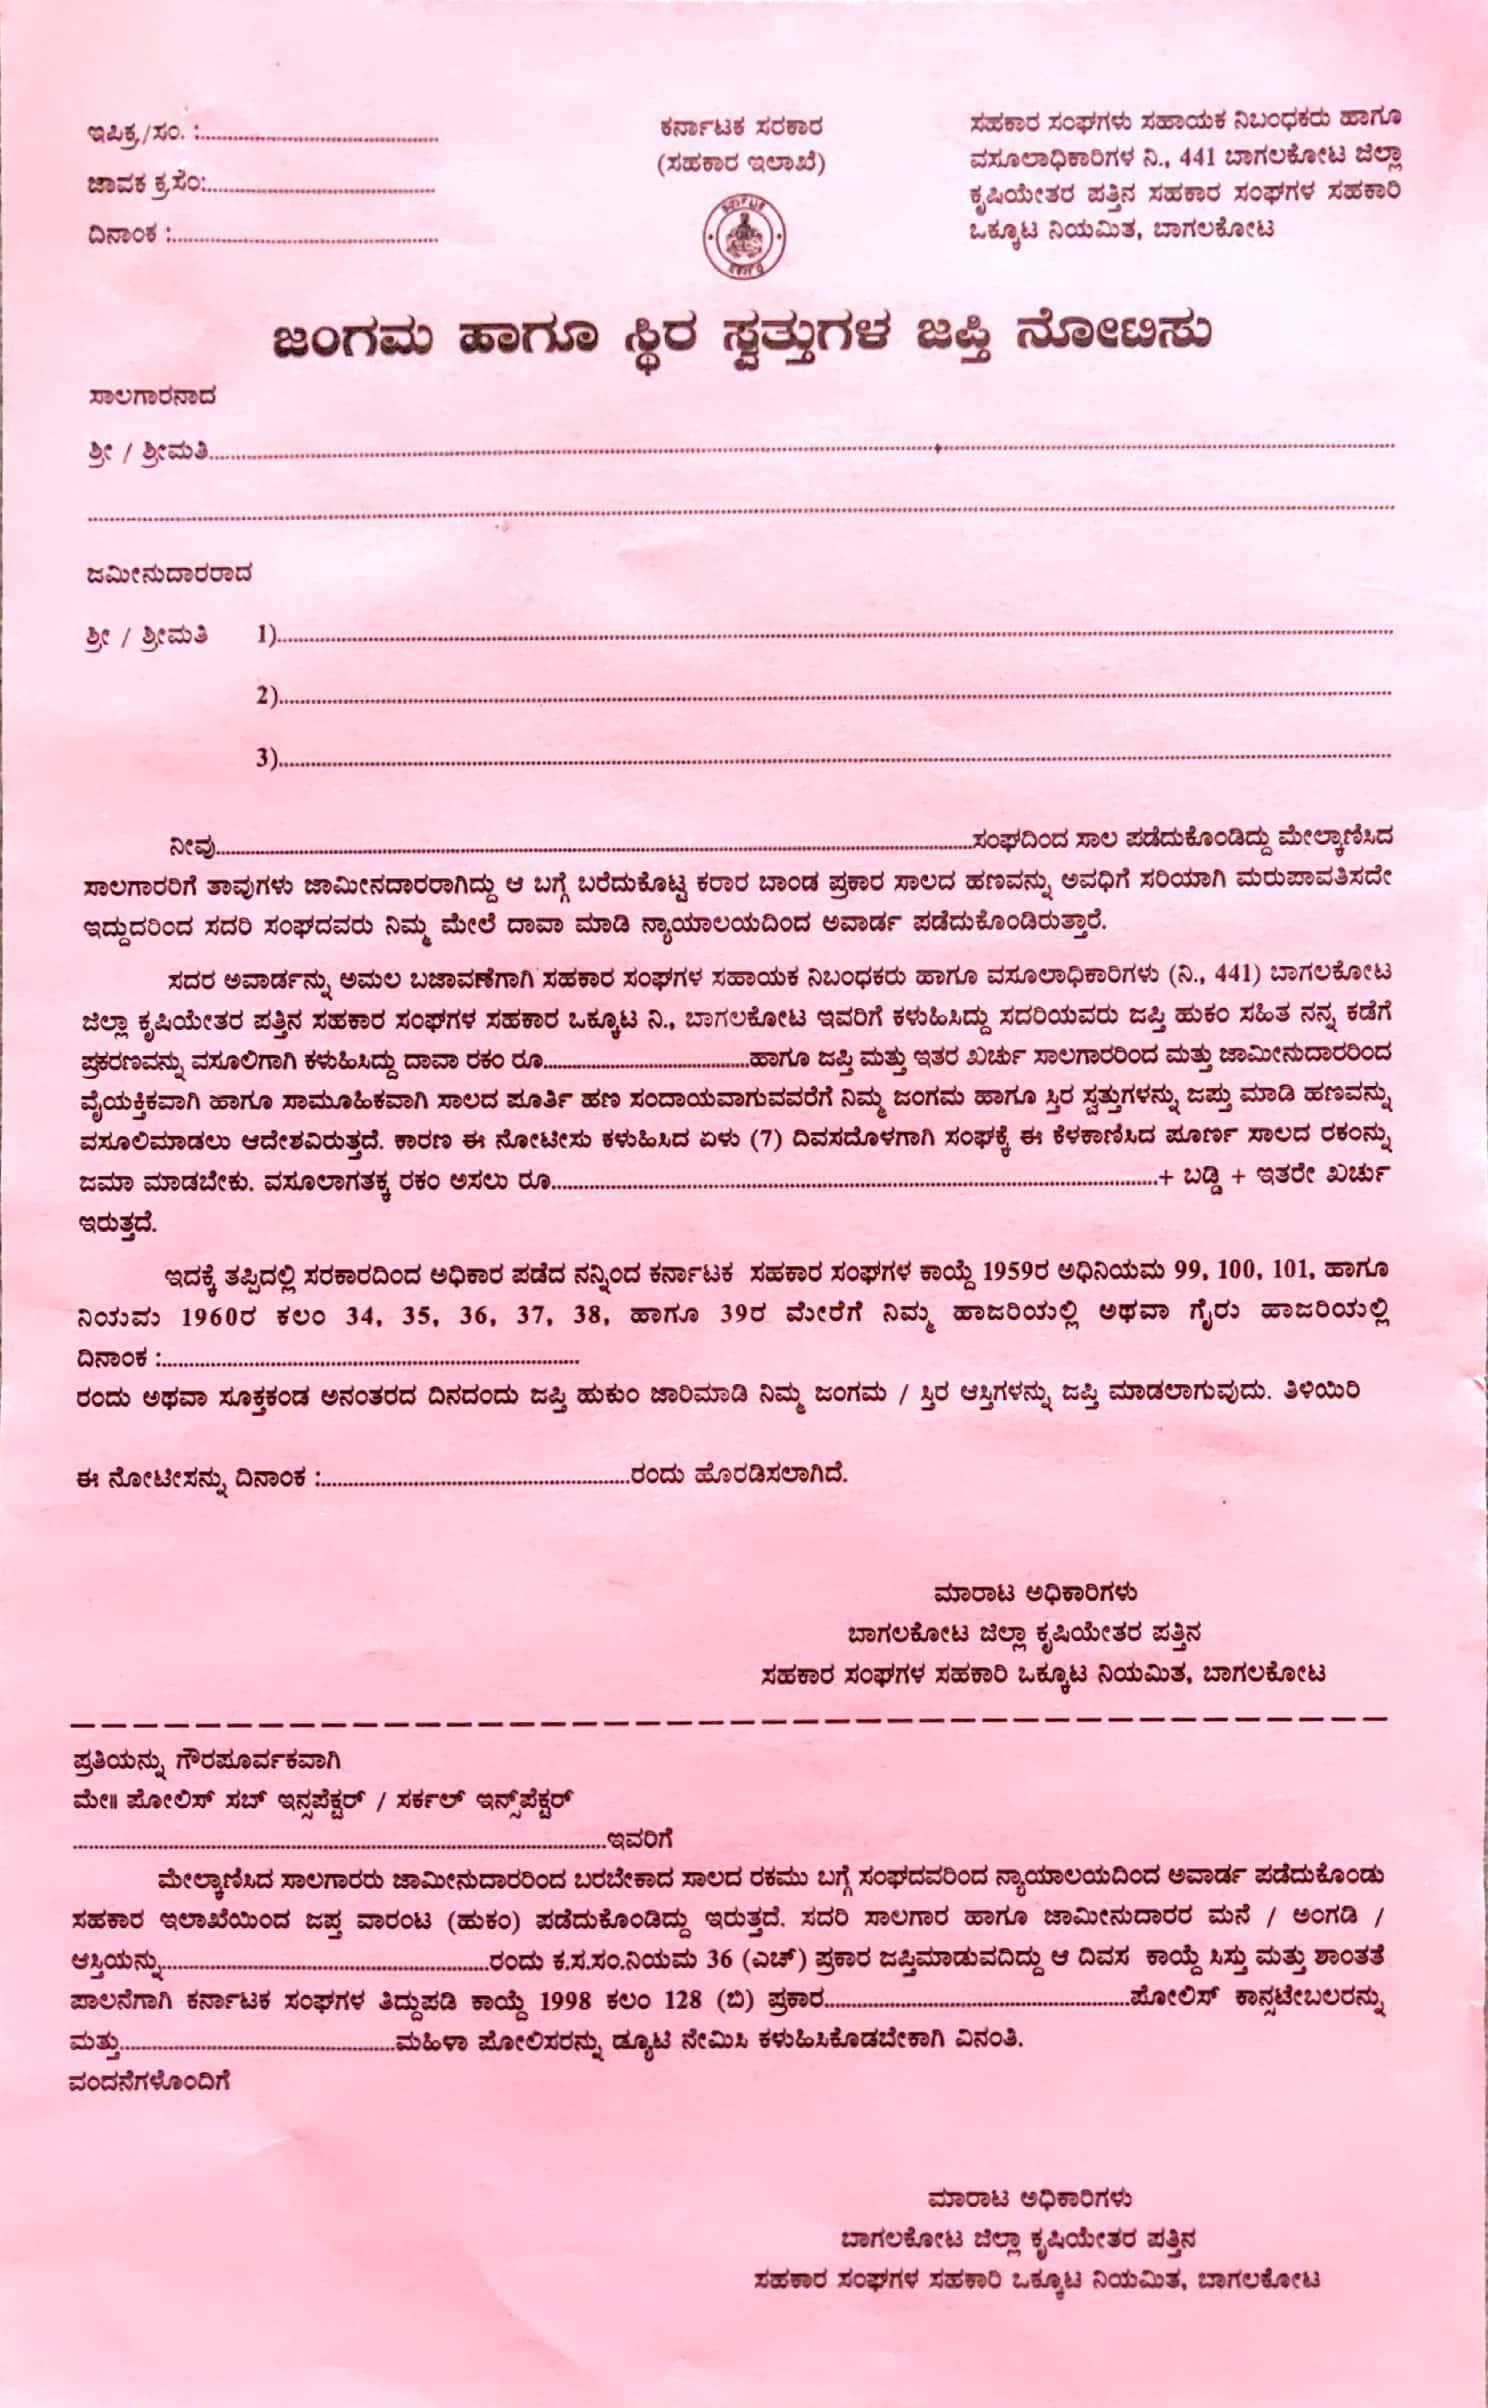 ಇಪಿಕ್ರ/ಸಂ. :............................................
ಜಾವಕ ಕ್ರಸೆಂ:............................................
ದಿನಾಂಕ :............................................
ಕರ್ನಾಟಕ ಸರಕಾರ
(ಸಹಕಾರ ಇಲಾಖೆ)
ಸಹಕಾರ ಸಂಘಗಳು ಸಹಾಯಕ ನಿಬಂಧಕರು ಹಾಗೂ
ವಸೂಲಾಧಿಕಾರಿಗಳ ನಿ., 441 ಬಾಗಲಕೋಟ ಜಿಲ್ಲಾ
ಕೃಷಿಯೇತರ ಪತ್ತಿನ ಸಹಕಾರ ಸಂಘಗಳ ಸಹಕಾರಿ
ಒಕ್ಕೂಟ ನಿಯಮಿತ, ಬಾಗಲಕೋಟ
ಜಂಗಮ ಹಾಗೂ ಸ್ಥಿರ ಸ್ವತ್ತುಗಳ ಜಪ್ತಿ ನೋಟಿಸು
ಸಾಲಗಾರನಾದ
ಶ್ರೀ / ಶ್ರೀಮತಿ............................................
............................................
ಜಮೀನುದಾರರಾದ
ಶ್ರೀ / ಶ್ರೀಮತಿ 1)............................................
2)............................................
3)............................................
ನೀವು............................................ಸಂಘದಿಂದ ಸಾಲ ಪಡೆದುಕೊಂಡಿದ್ದು ಮೇಲ್ಕಾಣಿಸಿದ
ಸಾಲಗಾರರಿಗೆ ತಾವುಗಳು ಜಾಮೀನದಾರರಾಗಿದ್ದು ಆ ಬಗ್ಗೆ ಬರೆದುಕೊಟ್ಟ ಕರಾರ ಬಾಂಡ ಪ್ರಕಾರ ಸಾಲದ ಹಣವನ್ನು ಅವಧಿಗೆ ಸರಿಯಾಗಿ ಮರುಪಾವತಿಸದೇ
ಇದ್ದುದರಿಂದ ಸದರಿ ಸಂಘದವರು ನಿಮ್ಮ ಮೇಲೆ ದಾವಾ ಮಾಡಿ ನ್ಯಾಯಾಲಯದಿಂದ ಅವಾರ್ಡ ಪಡೆದುಕೊಂಡಿರುತ್ತಾರೆ.
ಸದರ ಅವಾರ್ಡನ್ನು ಅಮಲ ಬಜಾವಣೆಗಾಗಿ ಸಹಕಾರ ಸಂಘಗಳ ಸಹಾಯಕ ನಿಬಂಧಕರು ಹಾಗೂ ವಸೂಲಾಧಿಕಾರಿಗಳು (ನಿ., 441) ಬಾಗಲಕೋಟ
ಜಿಲ್ಲಾ ಕೃಷಿಯೇತರ ಪತ್ತಿನ ಸಹಕಾರ ಸಂಘಗಳ ಸಹಕಾರ ಒಕ್ಕೂಟ ನಿ., ಬಾಗಲಕೋಟ ಇವರಿಗೆ ಕಳುಹಿಸಿದ್ದು ಸದರಿಯವರು ಜಪ್ತಿ ಹುಕಂ ಸಹಿತ ನನ್ನ ಕಡೆಗೆ
ಪ್ರಕರಣವನ್ನು ವಸೂಲಿಗಾಗಿ ಕಳುಹಿಸಿದ್ದು ದಾವಾ ರಕಂ ರೂ............................................ಹಾಗೂ ಜಪ್ತಿ ಮತ್ತು ಇತರ ಖರ್ಚು ಸಾಲಗಾರರಿಂದ ಮತ್ತು ಜಾಮೀನುದಾರರಿಂದ
ವೈಯಕ್ತಿಕವಾಗಿ ಹಾಗೂ ಸಾಮೂಹಿಕವಾಗಿ ಸಾಲದ ಪೂರ್ತಿ ಹಣ ಸಂದಾಯವಾಗುವವರೆಗೆ ನಿಮ್ಮ ಜಂಗಮ ಹಾಗೂ ಸ್ತಿರ ಸ್ವತ್ತುಗಳನ್ನು ಜಪ್ತು ಮಾಡಿ ಹಣವನ್ನು
ವಸೂಲಿಮಾಡಲು ಆದೇಶವಿರುತ್ತದೆ. ಕಾರಣ ಈ ನೋಟೀಸು ಕಳುಹಿಸಿದ ಏಳು (7) ದಿವಸದೊಳಗಾಗಿ ಸಂಘಕ್ಕೆ ಈ ಕೆಳಕಾಣಿಸಿದ ಪೂರ್ಣ ಸಾಲದ ರಕಂನ್ನು
ಜಮಾ ಮಾಡಬೇಕು. ವಸೂಲಾಗತಕ್ಕ ರಕಂ ಅಸಲು ರೂ............................................+ ಬಡ್ಡಿ + ಇತರೇ ಖರ್ಚು
ಇರುತ್ತದೆ.
ಇದಕ್ಕೆ ತಪ್ಪಿದಲ್ಲಿ ಸರಕಾರದಿಂದ ಅಧಿಕಾರ ಪಡೆದ ನನ್ನಿಂದ ಕರ್ನಾಟಕ ಸಹಕಾರ ಸಂಘಗಳ ಕಾಯ್ದೆ 1959ರ ಅಧಿನಿಯಮ 99, 100, 101, ಹಾಗೂ
ನಿಯಮ 1960ರ ಕಲಂ 34, 35, 36, 37, 38, ಹಾಗೂ 39ರ ಮೇರೆಗೆ ನಿಮ್ಮ ಹಾಜರಿಯಲ್ಲಿ ಅಥವಾ ಗೈರು ಹಾಜರಿಯಲ್ಲಿ
ದಿನಾಂಕ :............................................
ರಂದು ಅಥವಾ ಸೂಕ್ತಕಂಡ ಅನಂತರದ ದಿನದಂದು ಜಪ್ತಿ ಹುಕುಂ ಜಾರಿಮಾಡಿ ನಿಮ್ಮ ಜಂಗಮ / ಸ್ತಿರ ಆಸ್ತಿಗಳನ್ನು ಜಪ್ತಿ ಮಾಡಲಾಗುವುದು. ತಿಳಿಯಿರಿ
ಈ ನೋಟೀಸನ್ನು ದಿನಾಂಕ :............................................ರಂದು ಹೊರಡಿಸಲಾಗಿದೆ.
ಮಾರಾಟ ಅಧಿಕಾರಿಗಳು
ಬಾಗಲಕೋಟ ಜಿಲ್ಲಾ ಕೃಷಿಯೇತರ ಪತ್ತಿನ
ಸಹಕಾರ ಸಂಘಗಳ ಸಹಕಾರಿ ಒಕ್ಕೂಟ ನಿಯಮಿತ, ಬಾಗಲಕೋಟ
ಪ್ರತಿಯನ್ನು ಗೌರಪೂರ್ವಕವಾಗಿ
ಮೇ॥ ಪೋಲಿಸ್ ಸಬ್ ಇನ್ಸಪೆಕ್ಟರ್ / ಸರ್ಕಲ್ ಇನ್ಸ್‌ಪೆಕ್ಟರ್
............................................ಇವರಿಗೆ
ಮೇಲ್ಕಾಣಿಸಿದ ಸಾಲಗಾರರು ಜಾಮೀನುದಾರರಿಂದ ಬರಬೇಕಾದ ಸಾಲದ ರಕಮು ಬಗ್ಗೆ ಸಂಘದವರಿಂದ ನ್ಯಾಯಾಲಯದಿಂದ ಅವಾರ್ಡ ಪಡೆದುಕೊಂಡು
ಸಹಕಾರ ಇಲಾಖೆಯಿಂದ ಜಪ್ತ ವಾರಂಟ (ಹುಕಂ) ಪಡೆದುಕೊಂಡಿದ್ದು ಇರುತ್ತದೆ. ಸದರಿ ಸಾಲಗಾರ ಹಾಗೂ ಜಾಮೀನುದಾರರ ಮನೆ / ಅಂಗಡಿ /
ಆಸ್ತಿಯನ್ನು............................................ರಂದು ಕ.ಸ.ಸಂ.ನಿಯಮ 36 (ಎಚ್) ಪ್ರಕಾರ ಜಪ್ತಿಮಾಡುವದಿದ್ದು ಆ ದಿವಸ ಕಾಯ್ದೆ ಸಿಸ್ತು ಮತ್ತು ಶಾಂತತೆ
ಪಾಲನೆಗಾಗಿ ಕರ್ನಾಟಕ ಸಂಘಗಳ ತಿದ್ದುಪಡಿ ಕಾಯ್ದೆ 1998 ಕಲಂ 128 (ಬಿ) ಪ್ರಕಾರ............................................ಪೋಲಿಸ್ ಕಾನ್ಸಟೇಬಲರನ್ನು
ಮತ್ತು............................................ಮಹಿಳಾ ಪೋಲಿಸರನ್ನು ಡ್ಯೂಟಿ ನೇಮಿಸಿ ಕಳುಹಿಸಿಕೊಡಬೇಕಾಗಿ ವಿನಂತಿ.
ವಂದನೆಗಳೊಂದಿಗೆ
ಮಾರಾಟ ಅಧಿಕಾರಿಗಳು
ಬಾಗಲಕೋಟ ಜಿಲ್ಲಾ ಕೃಷಿಯೇತರ ಪತ್ತಿನ
ಸಹಕಾರ ಸಂಘಗಳ ಸಹಕಾರಿ ಒಕ್ಕೂಟ ನಿಯಮಿತ, ಬಾಗಲಕೋಟ